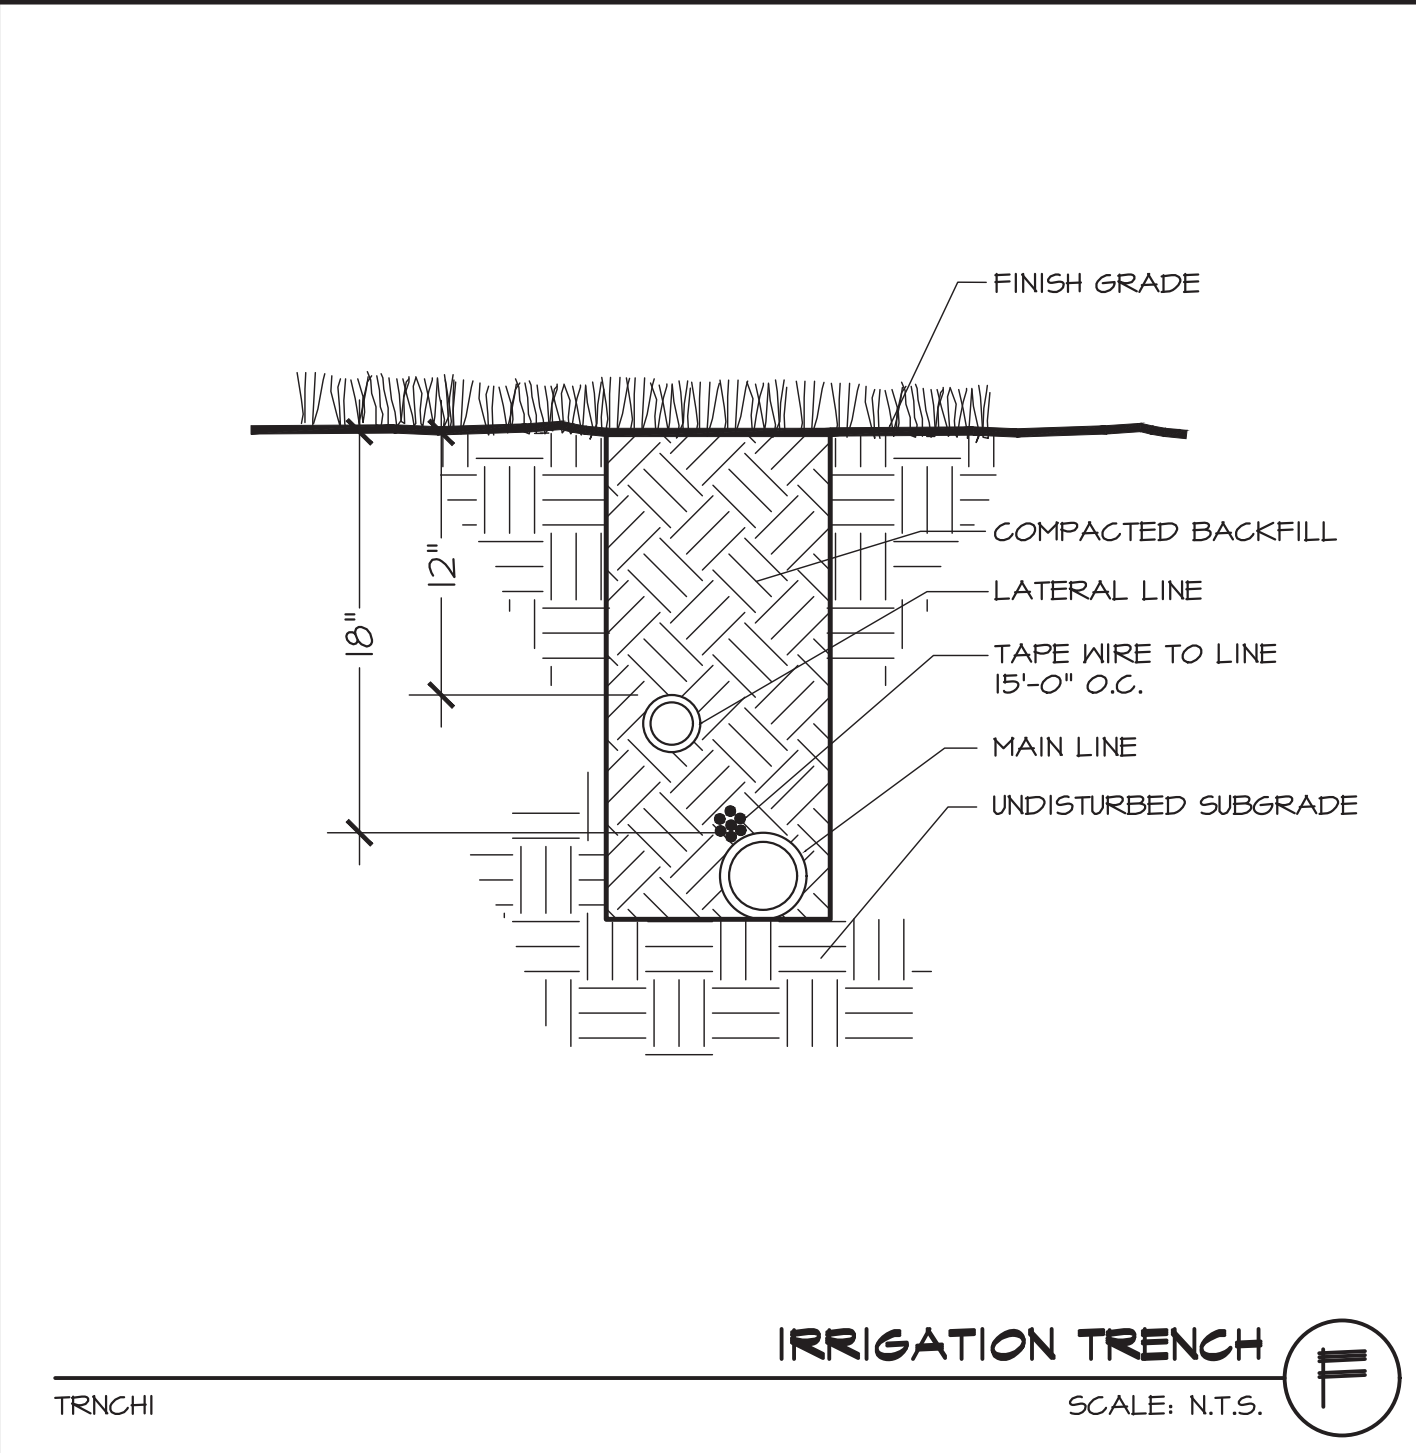 FINISH GRADE
COMPACTED BACKFILL
12"
LATERAL LINE
18"
TAPE WIRE TO LINE
15'-0" O.C.
MAIN LINE
UNDISTURBED SUBGRADE
IRRIGATION TRENCH
F
TRNCH1
SCALE: N.T.S.